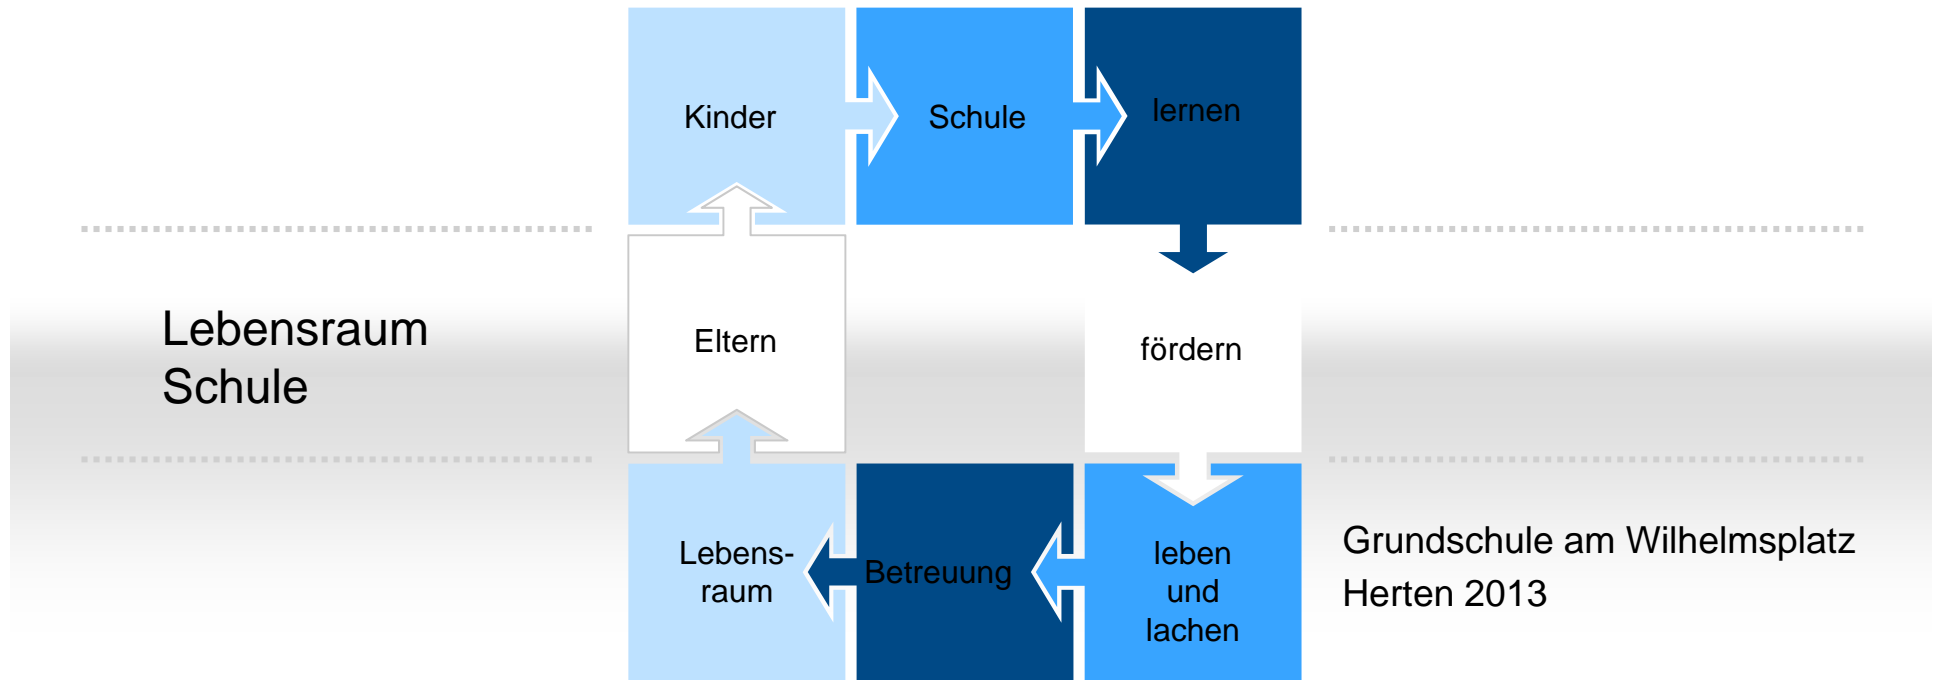 Kinder
Schule
lernen
Lebensraum
Schule
Eltern
fördern
Lebens-
raum
Betreuung
leben
und
lachen
Grundschule am Wilhelmsplatz
Herten 2013